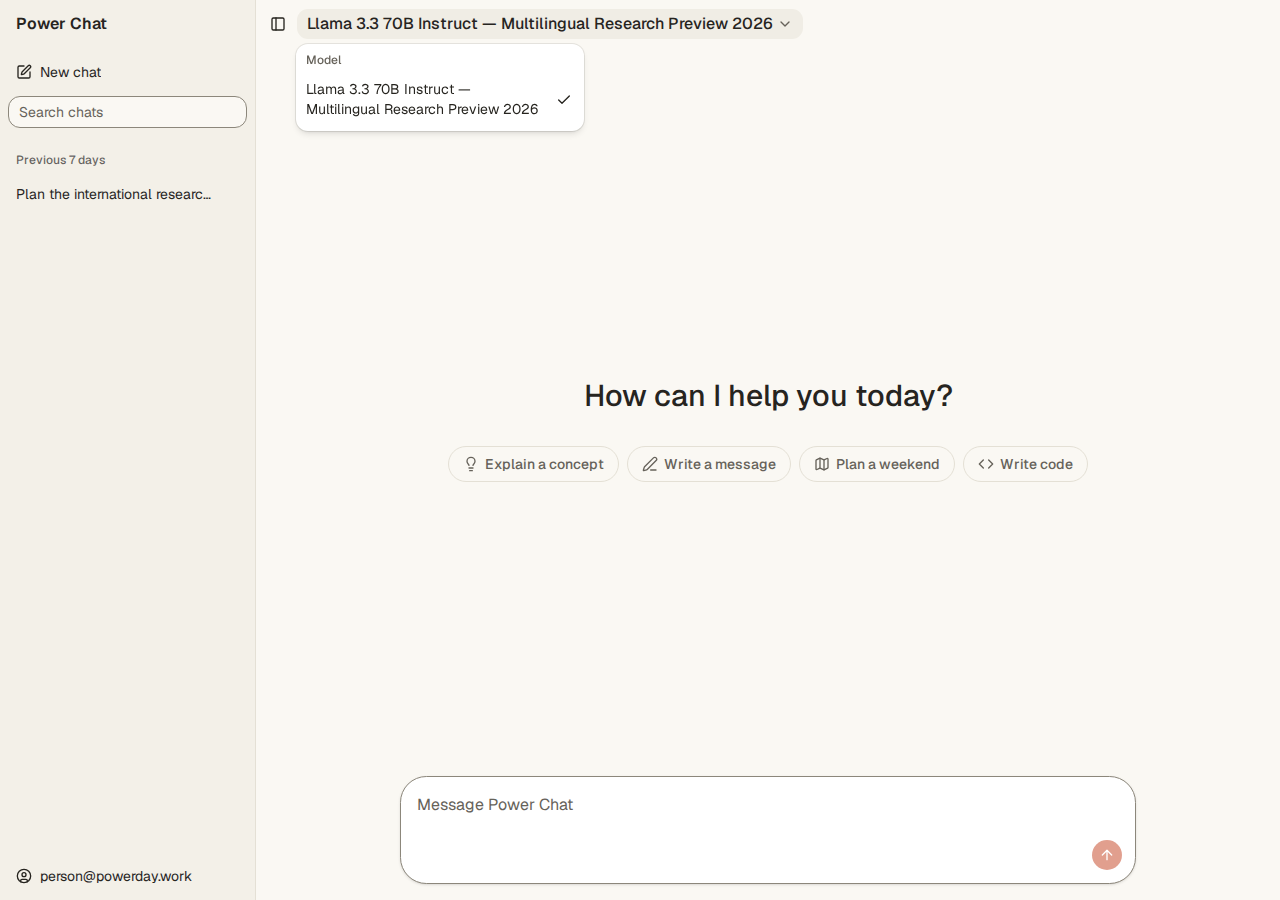 Power Chat
New chat
Search chats
Previous 7 days
Plan the international researc…
person@powerday.work
Llama 3.3 70B Instruct — Multilingual Research Preview 2026
Model
Llama 3.3 70B Instruct —
Multilingual Research Preview 2026
How can I help you today?
Explain a concept
Write a message
Plan a weekend
Write code
Message Power Chat